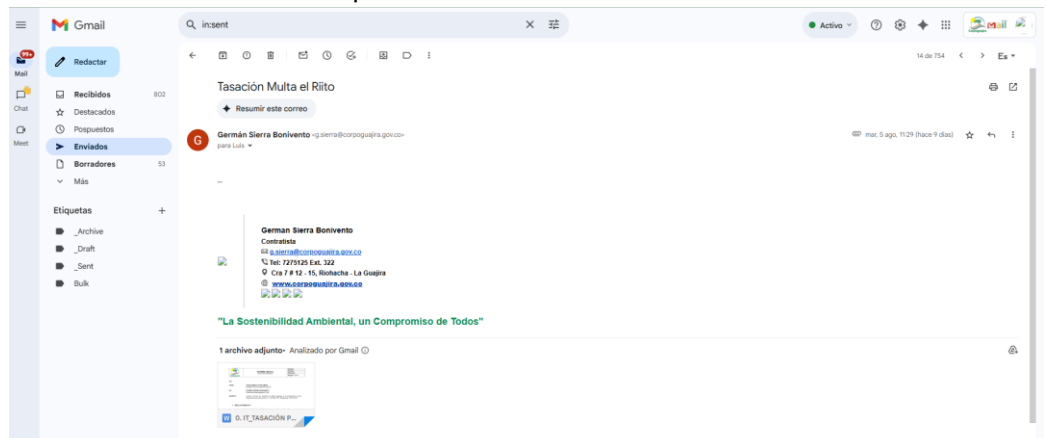 Gmail
in:sent
Activo
mail
99+
Mail
Chat
Meet
Redactar
Recibidos 802
Destacados
Pospuestos
Enviados
Borradores 53
Más
Etiquetas
_Archive
_Draft
_Sent
Bulk
14 de 754
Es
Tasación Multa el Riito
Resumir este correo
G
Germán Sierra Bonivento <g.sierra@corpoguajira.gov.co>
mar, 5 ago, 11:29 (hace 9 días)
para Luis
--
German Sierra Bonivento
Contratista
g.sierra@corpoguajira.gov.co
Tel: 7275125 Ext. 322
Cra 7 # 12 - 15, Riohacha - La Guajira
www.corpoguajira.gov.co
"La Sostenibilidad Ambiental, un Compromiso de Todos"
1 archivo adjunto• Analizado por Gmail
W 0. IT_TASACIÓN P...